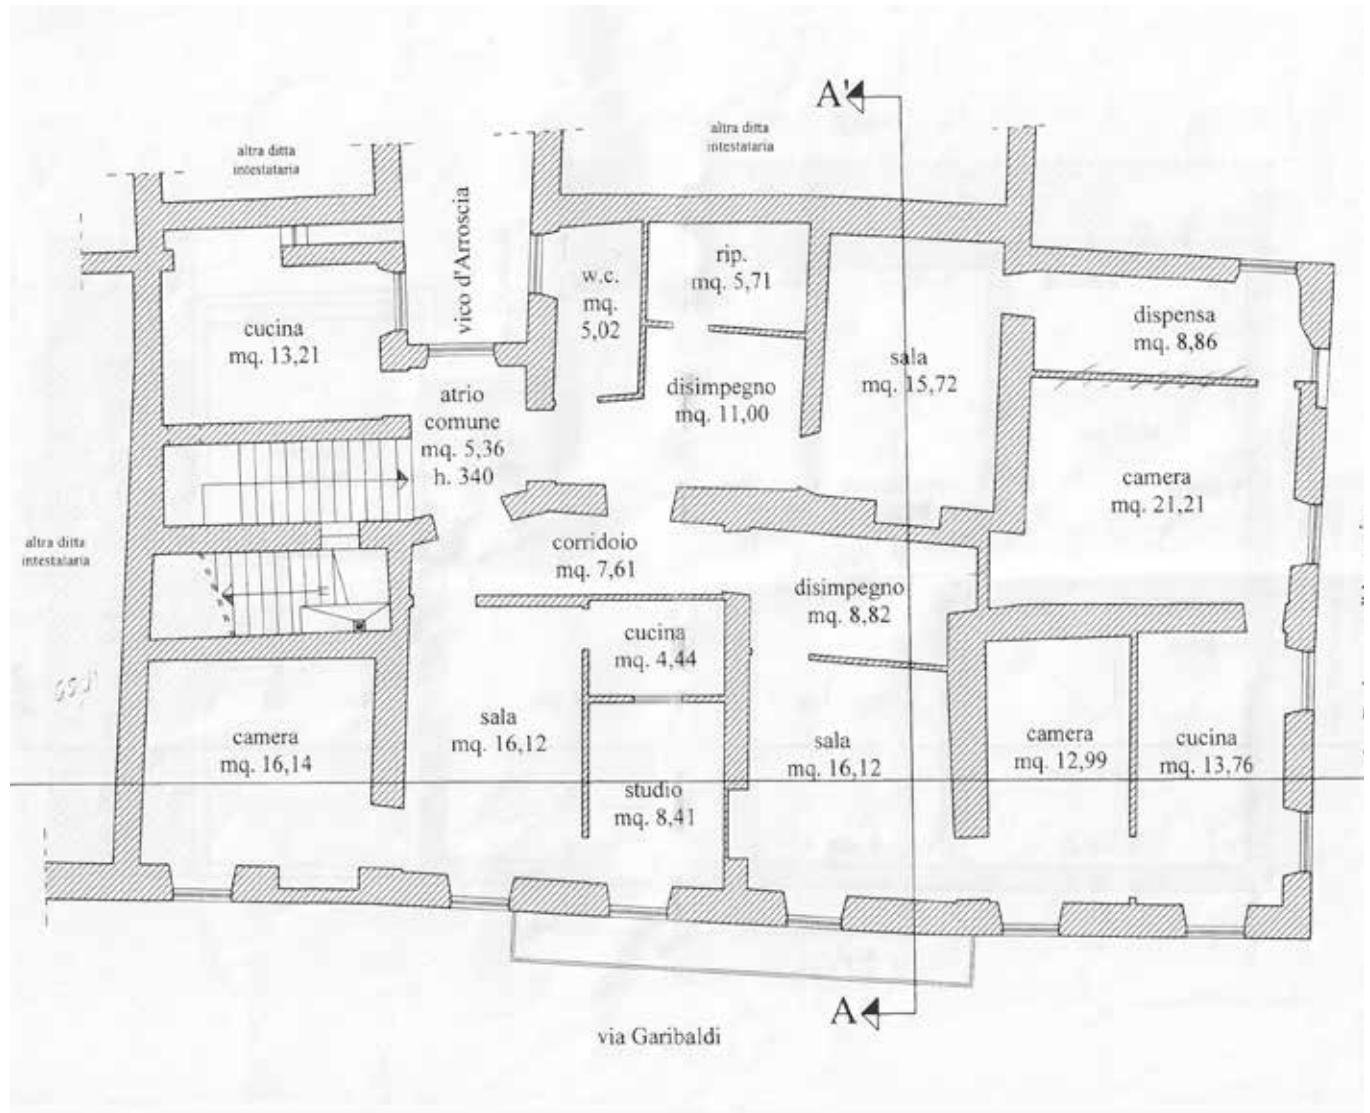 A'
altra ditta
intestataria
altra ditta
intestataria
vico d'Arroscia
cucina
mq. 13,21
w.c.
mq.
5,02
rip.
mq. 5,71
sala
mq. 15,72
dispensa
mq. 8,86
atrio
comune
mq. 5,36
h. 340
disimpegno
mq. 11,00
camera
mq. 21,21
altra ditta
intestataria
corridoio
mq. 7,61
disimpegno
mq. 8,82
cucina
mq. 4,44
camera
mq. 16,14
sala
mq. 16,12
studio
mq. 8,41
sala
mq. 16,12
camera
mq. 12,99
cucina
mq. 13,76
A
via Garibaldi